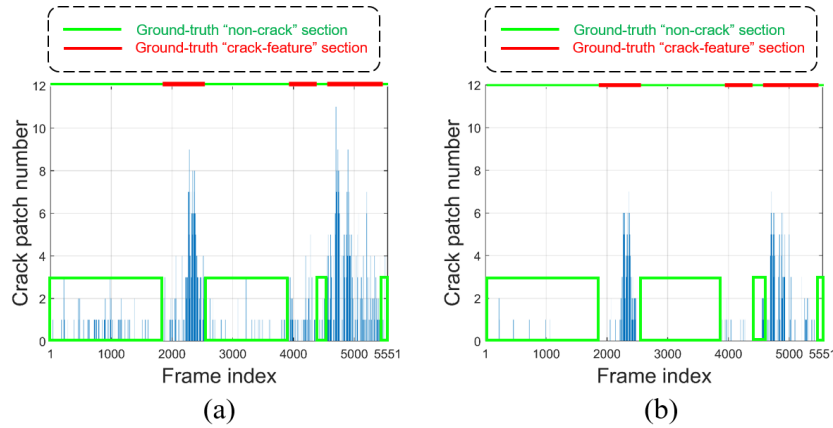 Ground-truth “non-crack” section
Ground-truth “crack-feature” section
12
10
8
6
4
2
0
Crack patch number
1 1000 2000 3000 4000 5000 5551
Frame index
(a)
Ground-truth “non-crack” section
Ground-truth “crack-feature” section
12
10
8
6
4
2
0
Crack patch number
1 1000 2000 3000 4000 5000 5551
Frame index
(b)